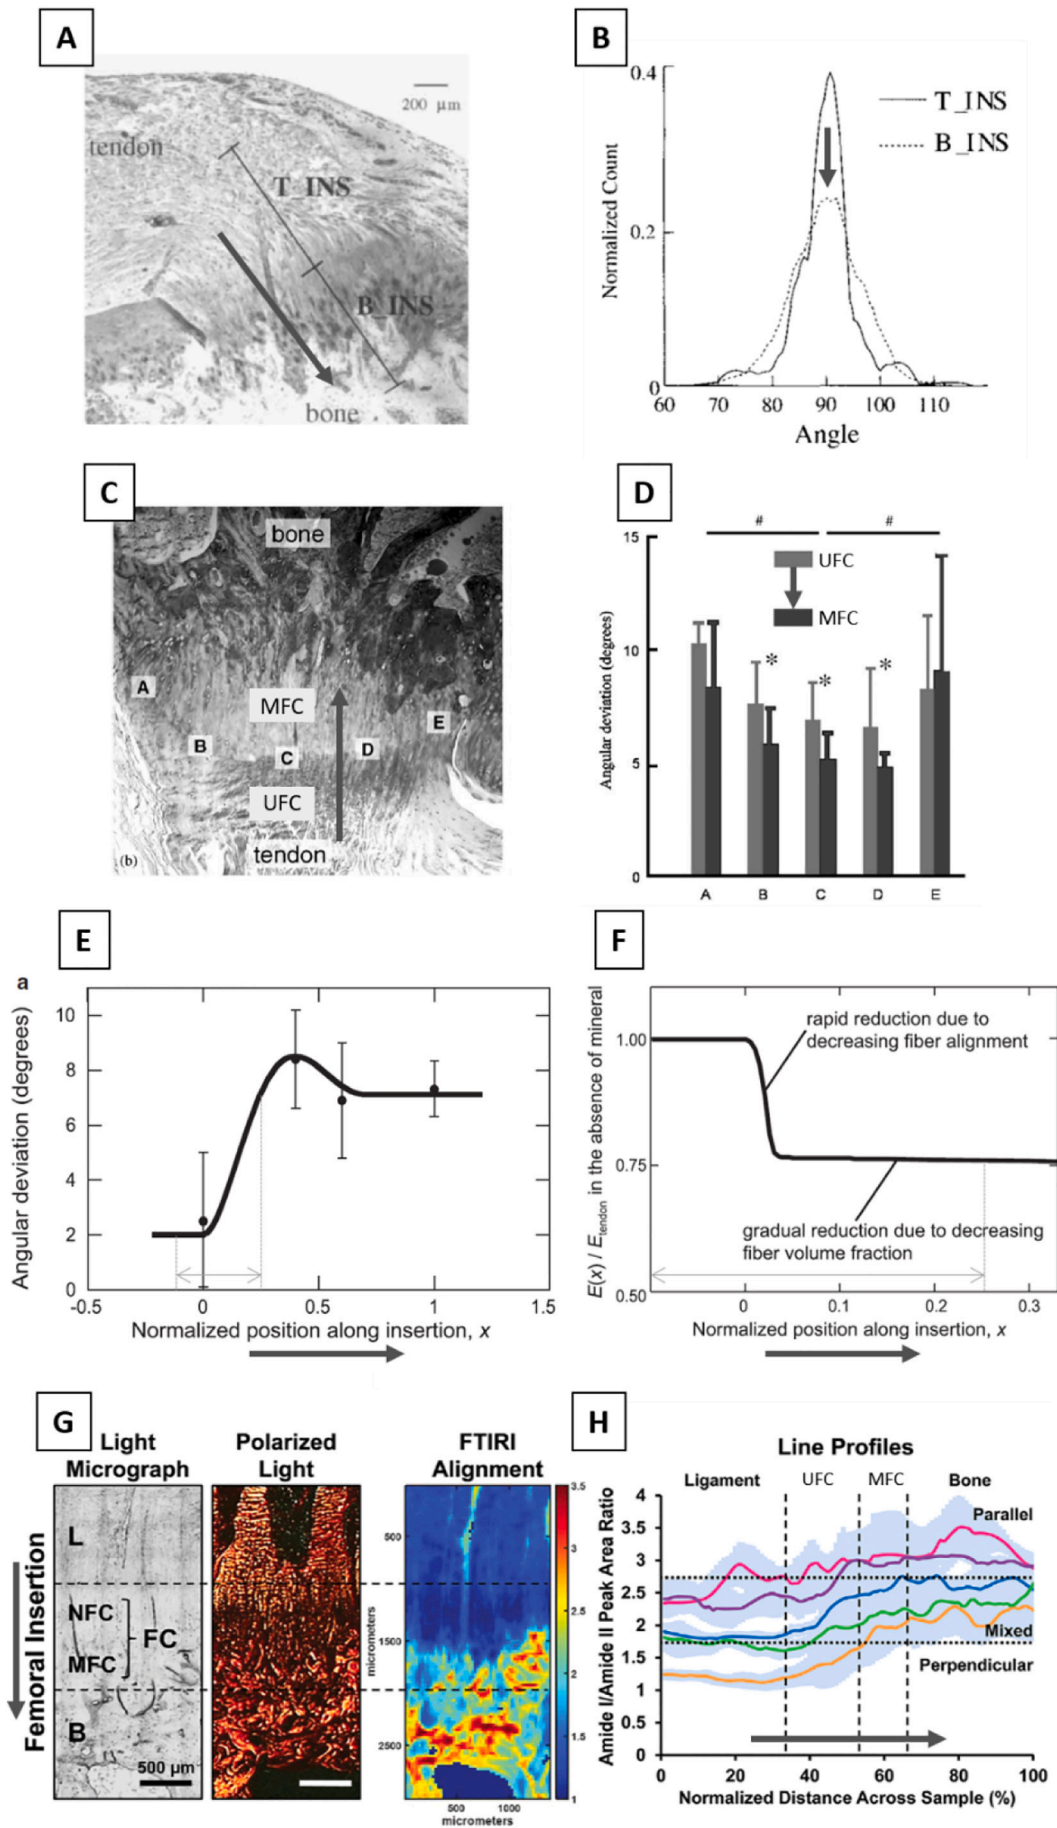 A
200 μm
tendon
T_INS
B_INS
bone
B
0.4
0.2
0
Normalized Count
T_INS
B_INS
60 70 80 90 100 110
Angle
C
bone
A
MFC
E
B
C
D
UFC
tendon
(b)
D
# #
15
10
5
0
Angular deviation (degrees)
UFC
MFC
* * *
A B C D E
E
a
Angular deviation (degrees)
10
8
6
4
2
0
-0.5 0 0.5 1 1.5
Normalized position along insertion, x
F
E(x) / Etendon in the absence of mineral
1.00
0.75
0.50
rapid reduction due to
decreasing fiber alignment
gradual reduction due to decreasing
fiber volume fraction
0 0.1 0.2 0.3
Normalized position along insertion, x
G
Light
Micrograph
Polarized
Light
FTIRI
Alignment
Femoral Insertion
L
NFC
FC
MFC
B
500 μm
500
1500
2500
micrometers
500 1000
micrometers
3.5
3
2.5
2
1.5
1
H
Line Profiles
Ligament UFC MFC Bone
Parallel
Mixed
Perpendicular
Amide I/Amide II Peak Area Ratio
4
3.5
3
2.5
2
1.5
1
0.5
0
0 20 40 60 80 100
Normalized Distance Across Sample (%)